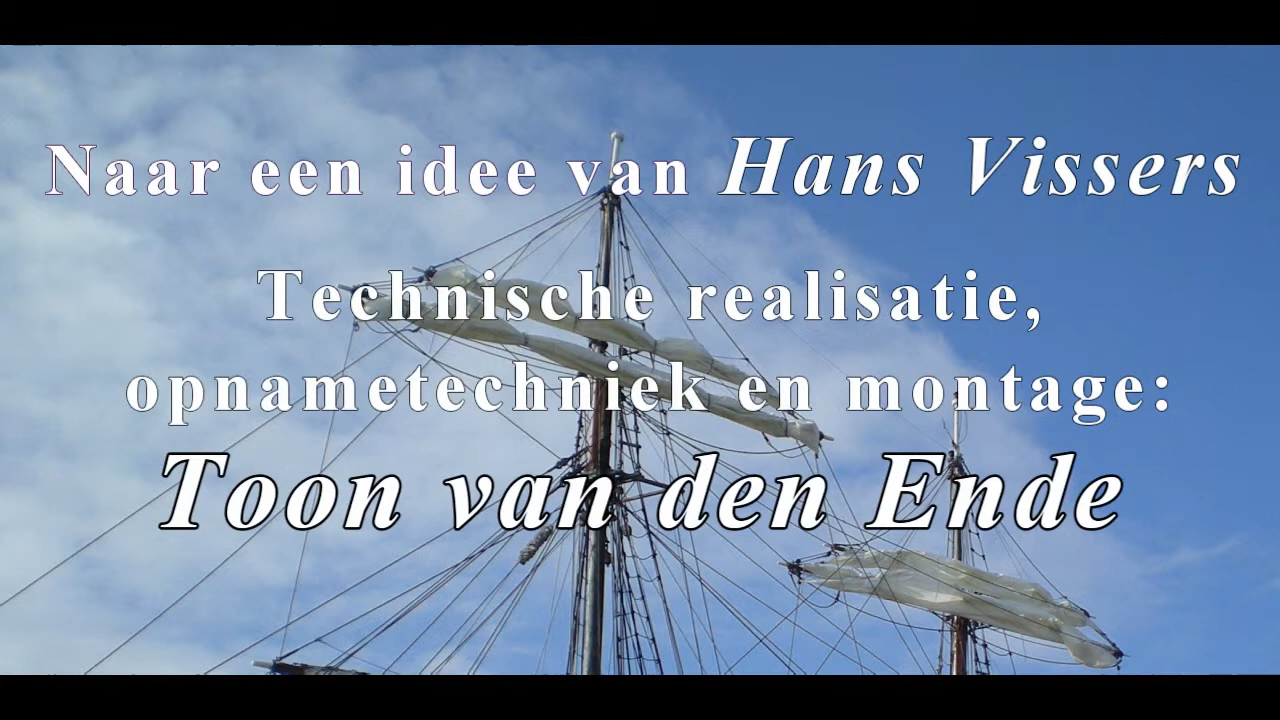 Naar een idee van Hans Vissers
Technische realisatie,
opnametechniek en montage:
Toon van den Ende